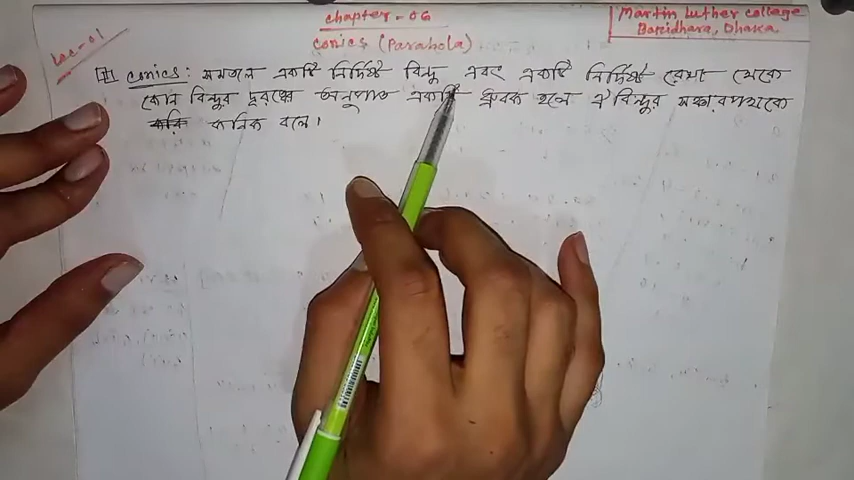 Lec-01
chapter-06
conics (Parabola)
Martin Luther college
Baridhara, Dhaka
conics: সমতলে একটি নির্দিষ্ট বিন্দু এবং একটি নির্দিষ্ট রেখা থেকে
কোন বিন্দুর দূরত্বের অনুপাত একটি ধ্রুবক হলে ঐ বিন্দুর সঞ্চারপথকে
কনিক বলে।